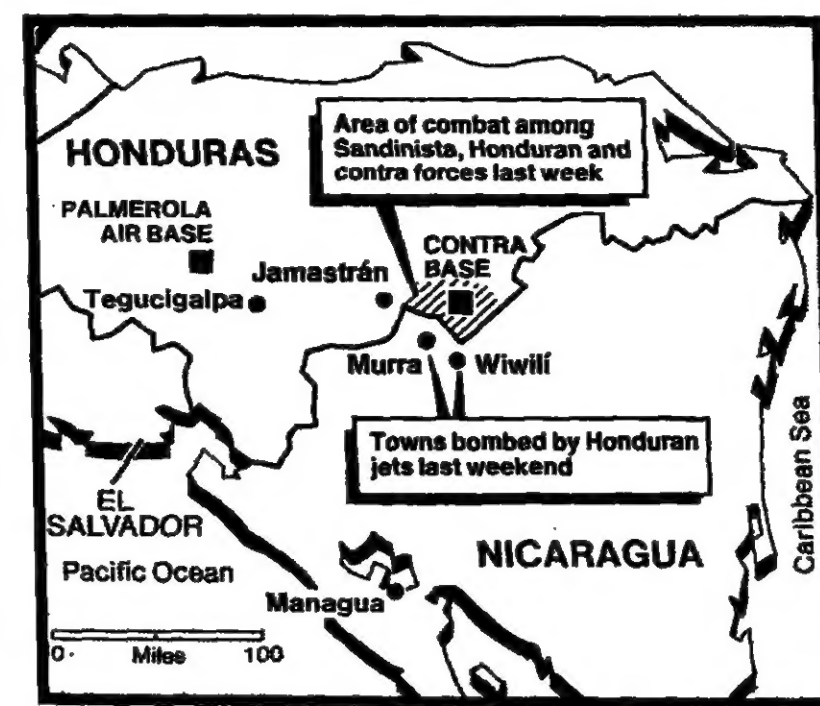 HONDURAS
Area of combat among
Sandinista, Honduran and
contra forces last week
PALMEROLA
AIR BASE
CONTRA
BASE
Jamastrán
Tegucigalpa
Murra
Wiwilí
Towns bombed by Honduran
jets last weekend
EL
SALVADOR
Pacific Ocean
NICARAGUA
Caribbean Sea
Managua
0
Miles
100